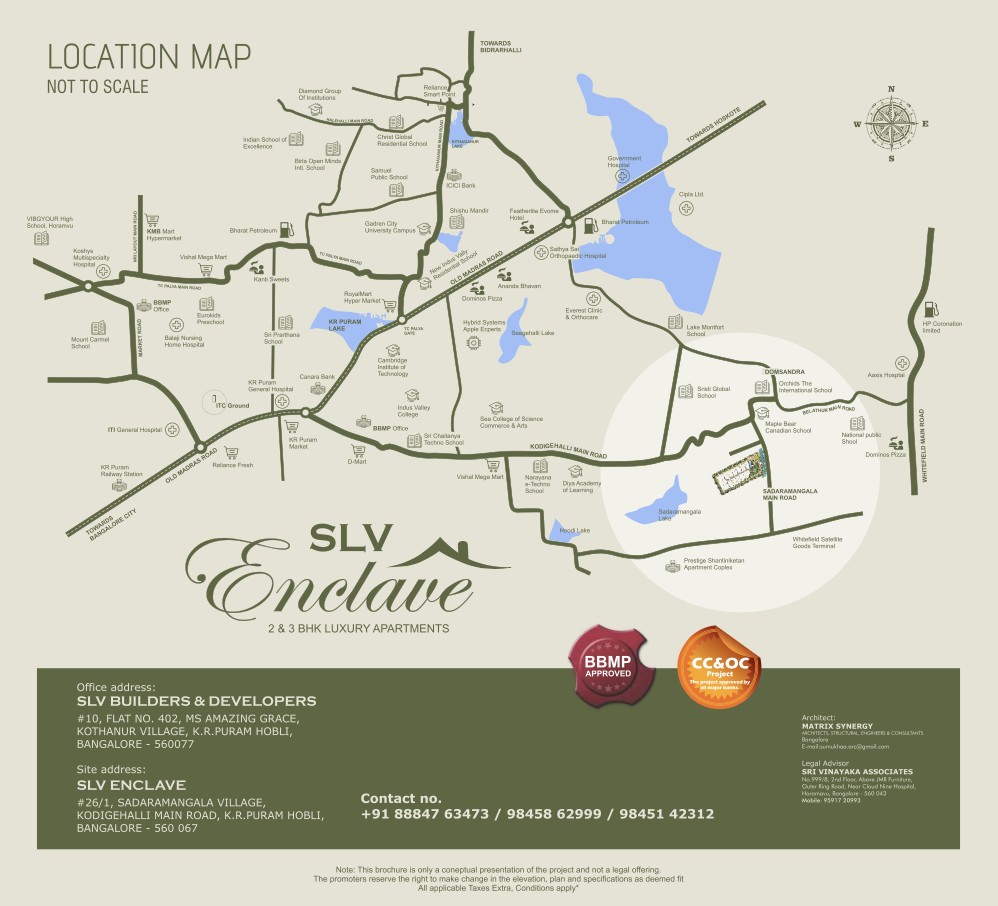 LOCATION MAP
NOT TO SCALE
TOWARDS
BIDRARHALLI
Reliance
Smart Point
Diamond Group
Of Institutions
HALEHALLI MAIN ROAD
Indian School of
Excellence
Christ Global
Residential School
Birla Open Minds
Inti. School
KITHAGANUR MAIN ROAD
KITHAGANUR
LAKE
Samuel
Public School
ICICI Bank
Government
Hospital
TOWARDS HOSKOTE
N
W
E
S
Cipla Ltd.
VIBGYOUR High
School, Horamvu
KMB Mart
Hypermarket
Bharat Petroleum
Gadren City
University Campus
Shishu Mandir
Featherlite Evome
Hotel
Bharat Petroleum
Koshys
Multispecialty
Hospital
Vishal Mega Mart
TC PALYA MAIN ROAD
TC PALYA MAIN ROAD
Kanti Sweets
New Indus Vally
Residential School
OLD MADRAS ROAD
Sathya Sai
Orthopaedic Hospital
Ananda Bhavan
Dominos Pizza
RoyalMart
Hyper Market
BBMP
Office
Eurokids
Preschool
Everest Clinic
& Orthocare
KR PURAM
LAKE
TC PALYA
GATE
Hybrid Systems
Apple Experts
Seegehalli Lake
Lake Montfort
School
HP Coronation
limited
Mount Carmel
School
MARKET ROAD
Balaji Nursing
Home Hospital
Sri Prarthana
School
Cambridge
Institute of
Technology
Canara Bank
KR Puram
General Hospital
ITC Ground
DOMSANDRA
Aaxis Hosptal
Sristi Global
School
Orchids The
International School
BELATHUR MAIN ROAD
Indus Valley
College
Sea College of Science
Commerce & Arts
Maple Bear
Canadian School
BBMP Office
ITI General Hospital
KR Puram
Market
Sri Chaitanya
Techno School
KODIGEHALLI MAIN ROAD
National public
Shool
Dominos Pizza
WHITEFIELD MAIN ROAD
KR Puram
Railway Station
OLD MADRAS ROAD
Reliance Fresh
D-Mart
Vishal Mega Mart
Narayana
e-Techno
School
Diya Academy
of Learning
SADARAMANGALA
MAIN ROAD
Sadaramangala
Lake
TOWARDS
BANGALORE CITY
Hoodi Lake
Whitefield Satellite
Goods Terminal
Prestige Shantiniketan
Apartment Coplex
SLV
Enclave
2 & 3 BHK LUXURY APARTMENTS
BBMP
APPROVED
CC&OC
Project
The project approved by
all major banks..
Office address:
SLV BUILDERS & DEVELOPERS
#10, FLAT NO. 402, MS AMAZING GRACE,
KOTHANUR VILLAGE, K.R.PURAM HOBLI,
BANGALORE - 560077
Site address:
SLV ENCLAVE
#26/1, SADARAMANGALA VILLAGE,
KODIGEHALLI MAIN ROAD, K.R.PURAM HOBLI,
BANGALORE - 560 067
Contact no.
+91 88847 63473 / 98458 62999 / 98451 42312
Architect:
MATRIX SYNERGY
ARCHITECTS, STRUCTURAL, ENGINEERS & CONSULTANTS
Bangalore
E-mail:sumukhaa.arc@gmail.com
Legal Advisor
SRI VINAYAKA ASSOCIATES
No.999/8, 2nd Floor, Above JMR Furniture,
Outer Ring Road, Near Cloud Nine Hospital,
Horamavu, Bangalore - 560 043
Mobile: 95917 20993
Note: This brochure is only a coneptual presentation of the project and not a legal offering.
The promoters reserve the right to make change in the elevation, plan and specifications as deemed fit
All applicable Taxes Extra, Conditions apply*